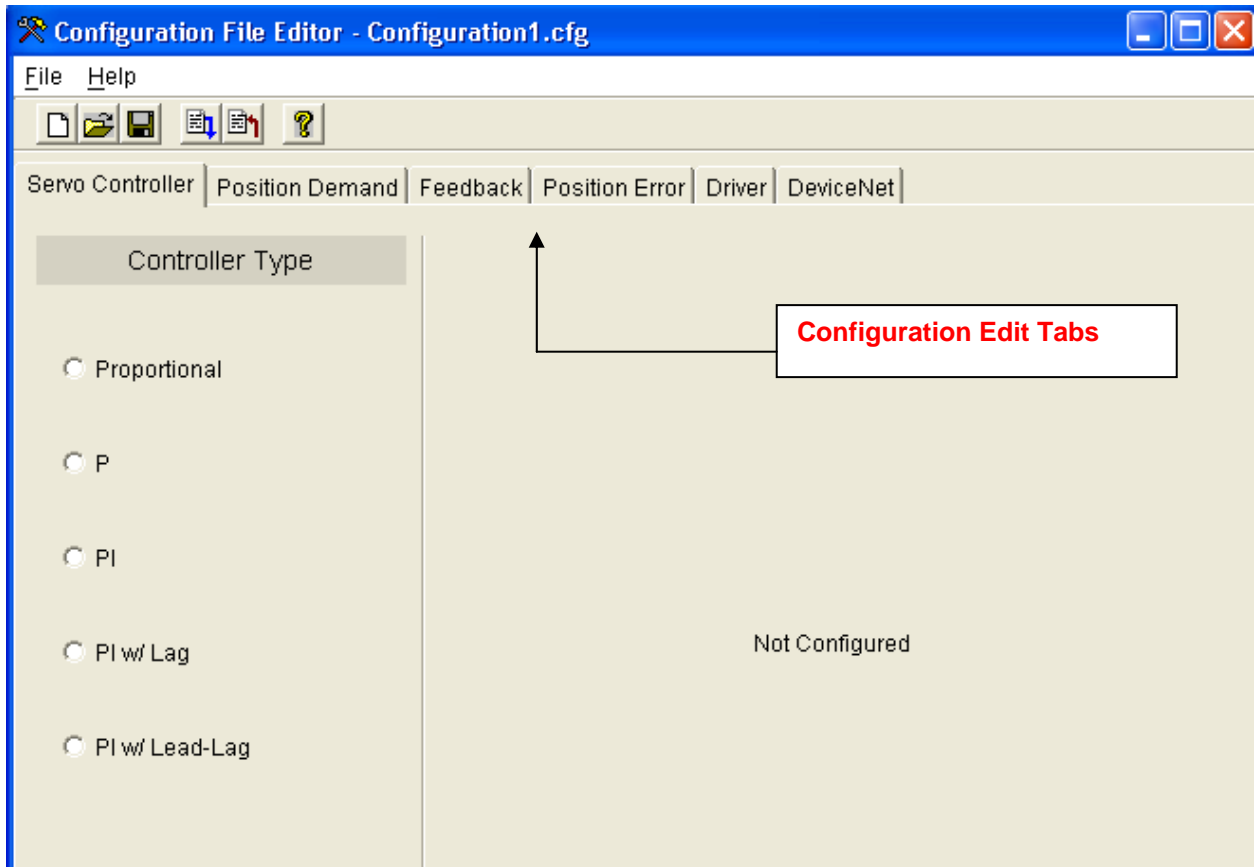 Configuration File Editor - Configuration1.cfg
File Help
Servo Controller Position Demand Feedback Position Error Driver DeviceNet
Controller Type
Configuration Edit Tabs
Proportional
P
PI
PI w/ Lag
Not Configured
PI w/ Lead-Lag